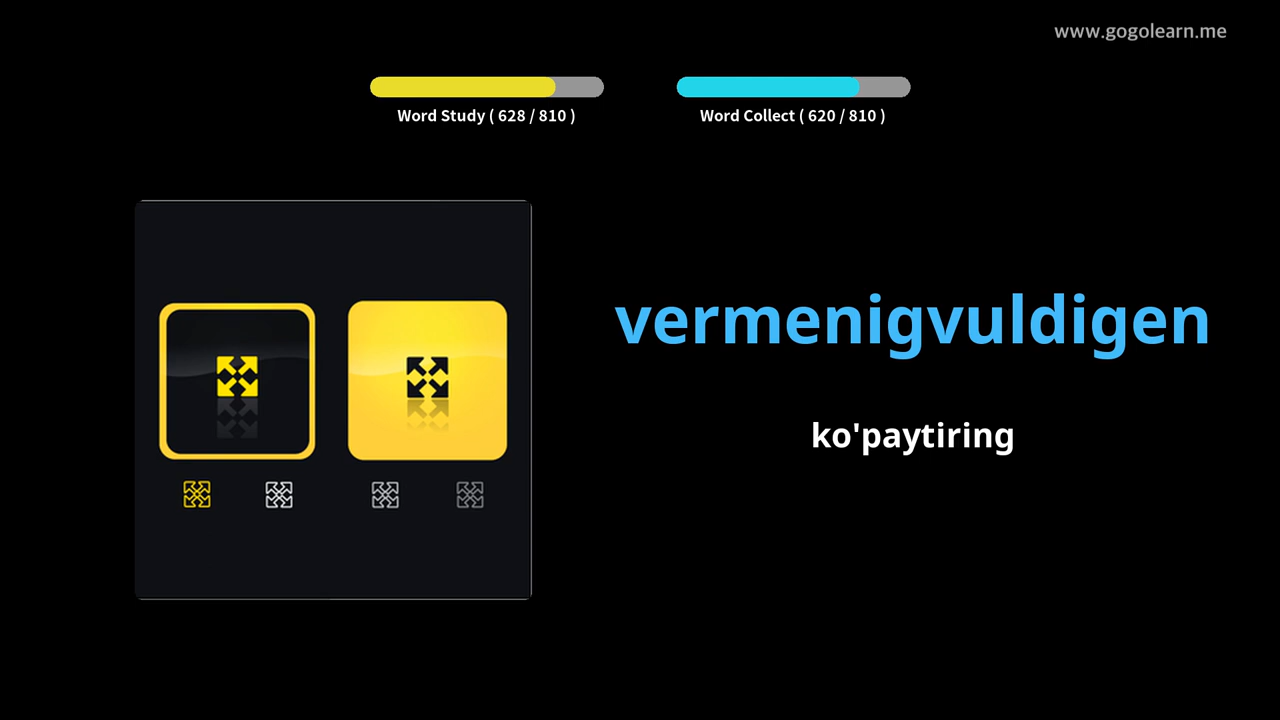 www.gogolearn.me
Word Study ( 628 / 810 )
Word Collect ( 620 / 810 )
vermenigvuldigen
ko'paytiring